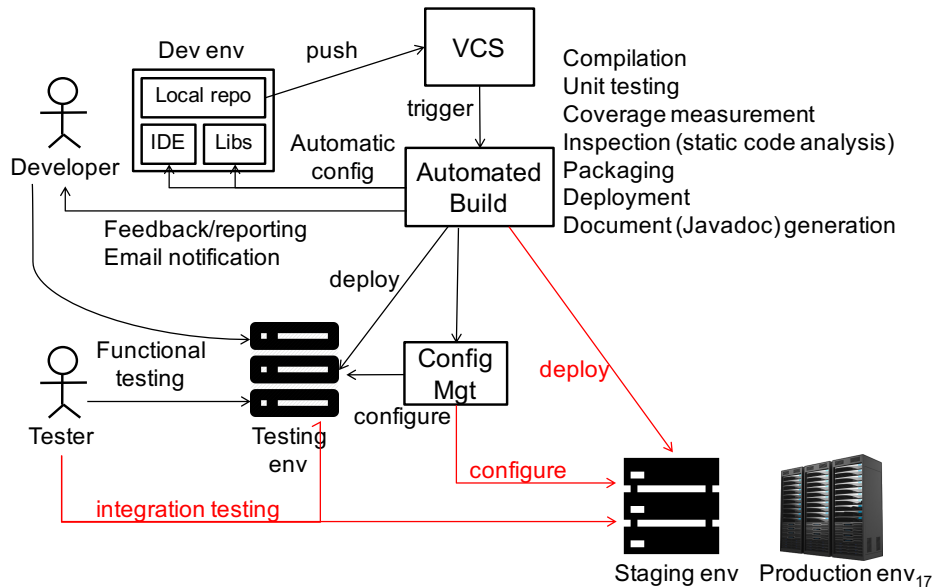 Dev env
push
VCS
Local repo
IDE
Libs
trigger
Compilation
Unit testing
Coverage measurement
Inspection (static code analysis)
Packaging
Deployment
Document (Javadoc) generation
Developer
Automatic
config
Automated
Build
Feedback/reporting
Email notification
deploy
Functional
testing
Config
Mgt
deploy
configure
Tester
Testing
env
configure
integration testing
Staging env
Production env
17